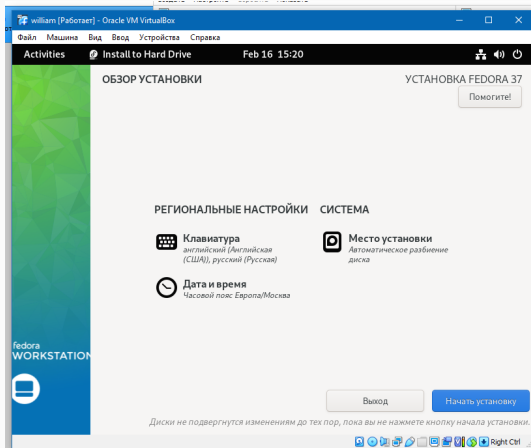 william [Работает] - Oracle VM VirtualBox
Файл Машина Вид Ввод Устройства Справка
Activities Install to Hard Drive Feb 16 15:20
ОБЗОР УСТАНОВКИ
УСТАНОВКА FEDORA 37
Помогите!
РЕГИОНАЛЬНЫЕ НАСТРОЙКИ СИСТЕМА
Клавиатура
английский (Английская
(США)), русский (Русская)
Место установки
Автоматическое разбиение
диска
Дата и время
Часовой пояс Европа/Москва
fedora
WORKSTATION
Выход
Начать установку
Диски не подвергнутся изменениям до тех пор, пока вы не нажмете кнопку начала установки.
Right Ctrl